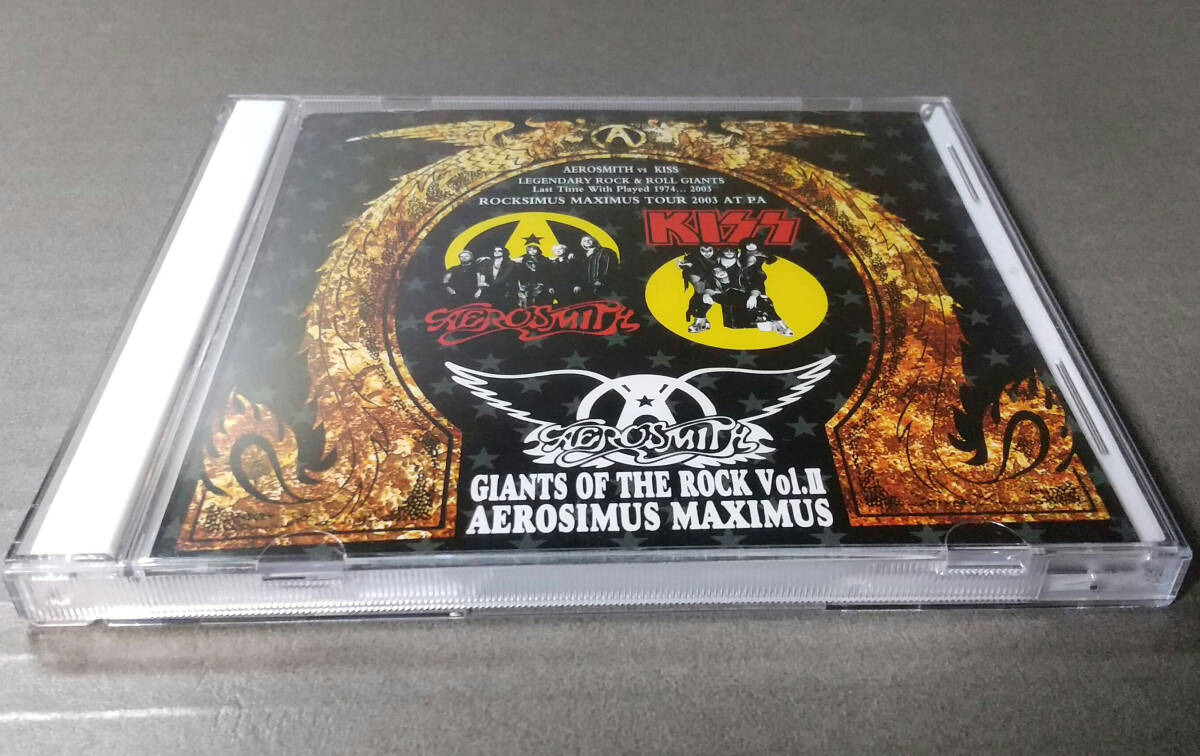 A
AEROSMITH vs KISS
LEGENDARY ROCK & ROLL GIANTS
Last Time With Played 1974... 2003
ROCKSIMUS MAXIMUS TOUR 2003 AT PA
A
KISS
AEROSMITH
A
AEROSMITH
GIANTS OF THE ROCK Vol.Ⅱ
AEROSIMUS MAXIMUS